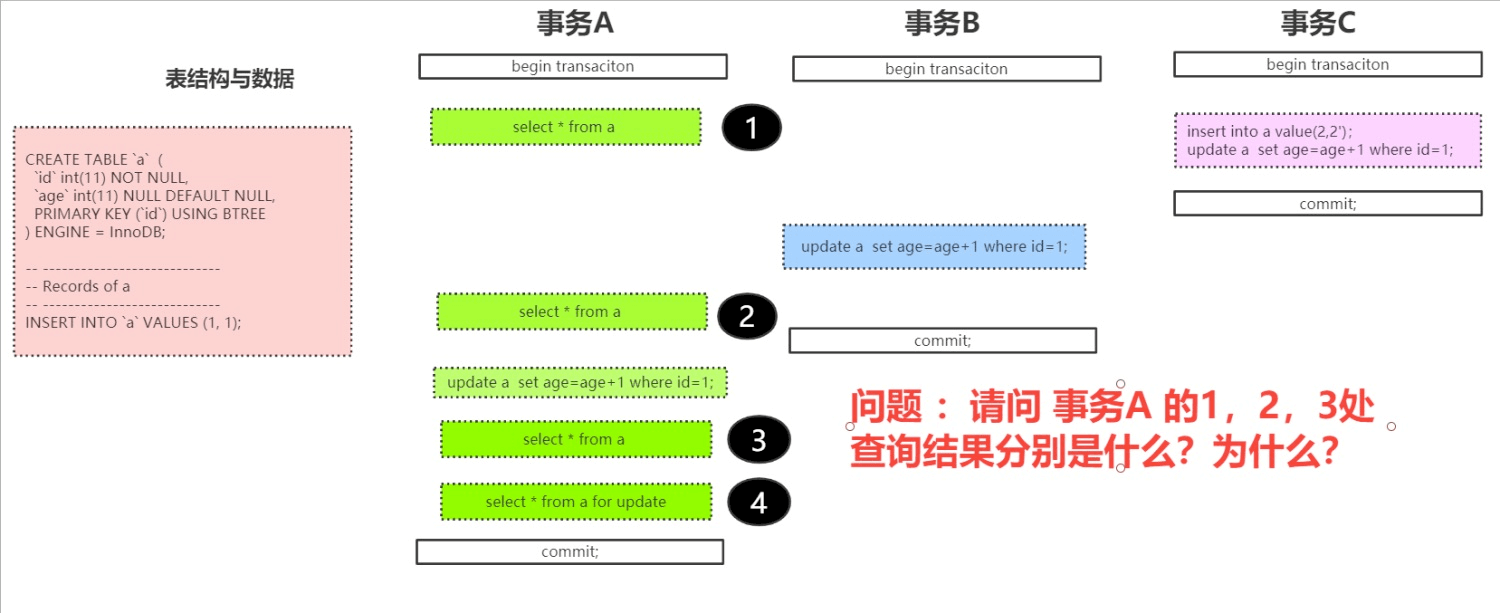 事务A
事务B
事务C
表结构与数据
begin transaciton
begin transaciton
begin transaciton
CREATE TABLE `a` (
`id` int(11) NOT NULL,
`age` int(11) NULL DEFAULT NULL,
PRIMARY KEY (`id`) USING BTREE
) ENGINE = InnoDB;
-- ----------------------------
-- Records of a
-- ----------------------------
INSERT INTO `a` VALUES (1, 1);
select * from a
1
insert into a value(2,2');
update a set age=age+1 where id=1;
commit;
update a set age=age+1 where id=1;
select * from a
2
commit;
update a set age=age+1 where id=1;
select * from a
3
select * from a for update
4
commit;
问题 ：请问 事务A 的1，2，3处
查询结果分别是什么？为什么？